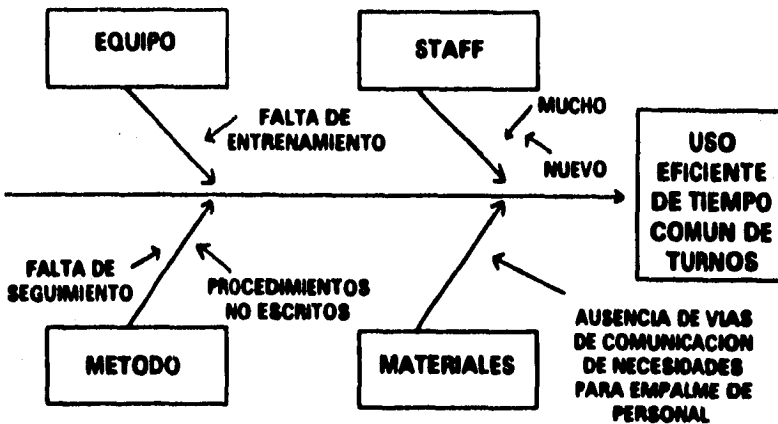 EQUIPO
STAFF
FALTA DE
ENTRENAMIENTO
MUCHO
NUEVO
USO
EFICIENTE
DE TIEMPO
COMUN DE
TURNOS
FALTA DE
SEGUIMIENTO
PROCEDIMIENTOS
NO ESCRITOS
METODO
MATERIALES
AUSENCIA DE VIAS
DE COMUNICACION
DE NECESIDADES
PARA EMPALME DE
PERSONAL